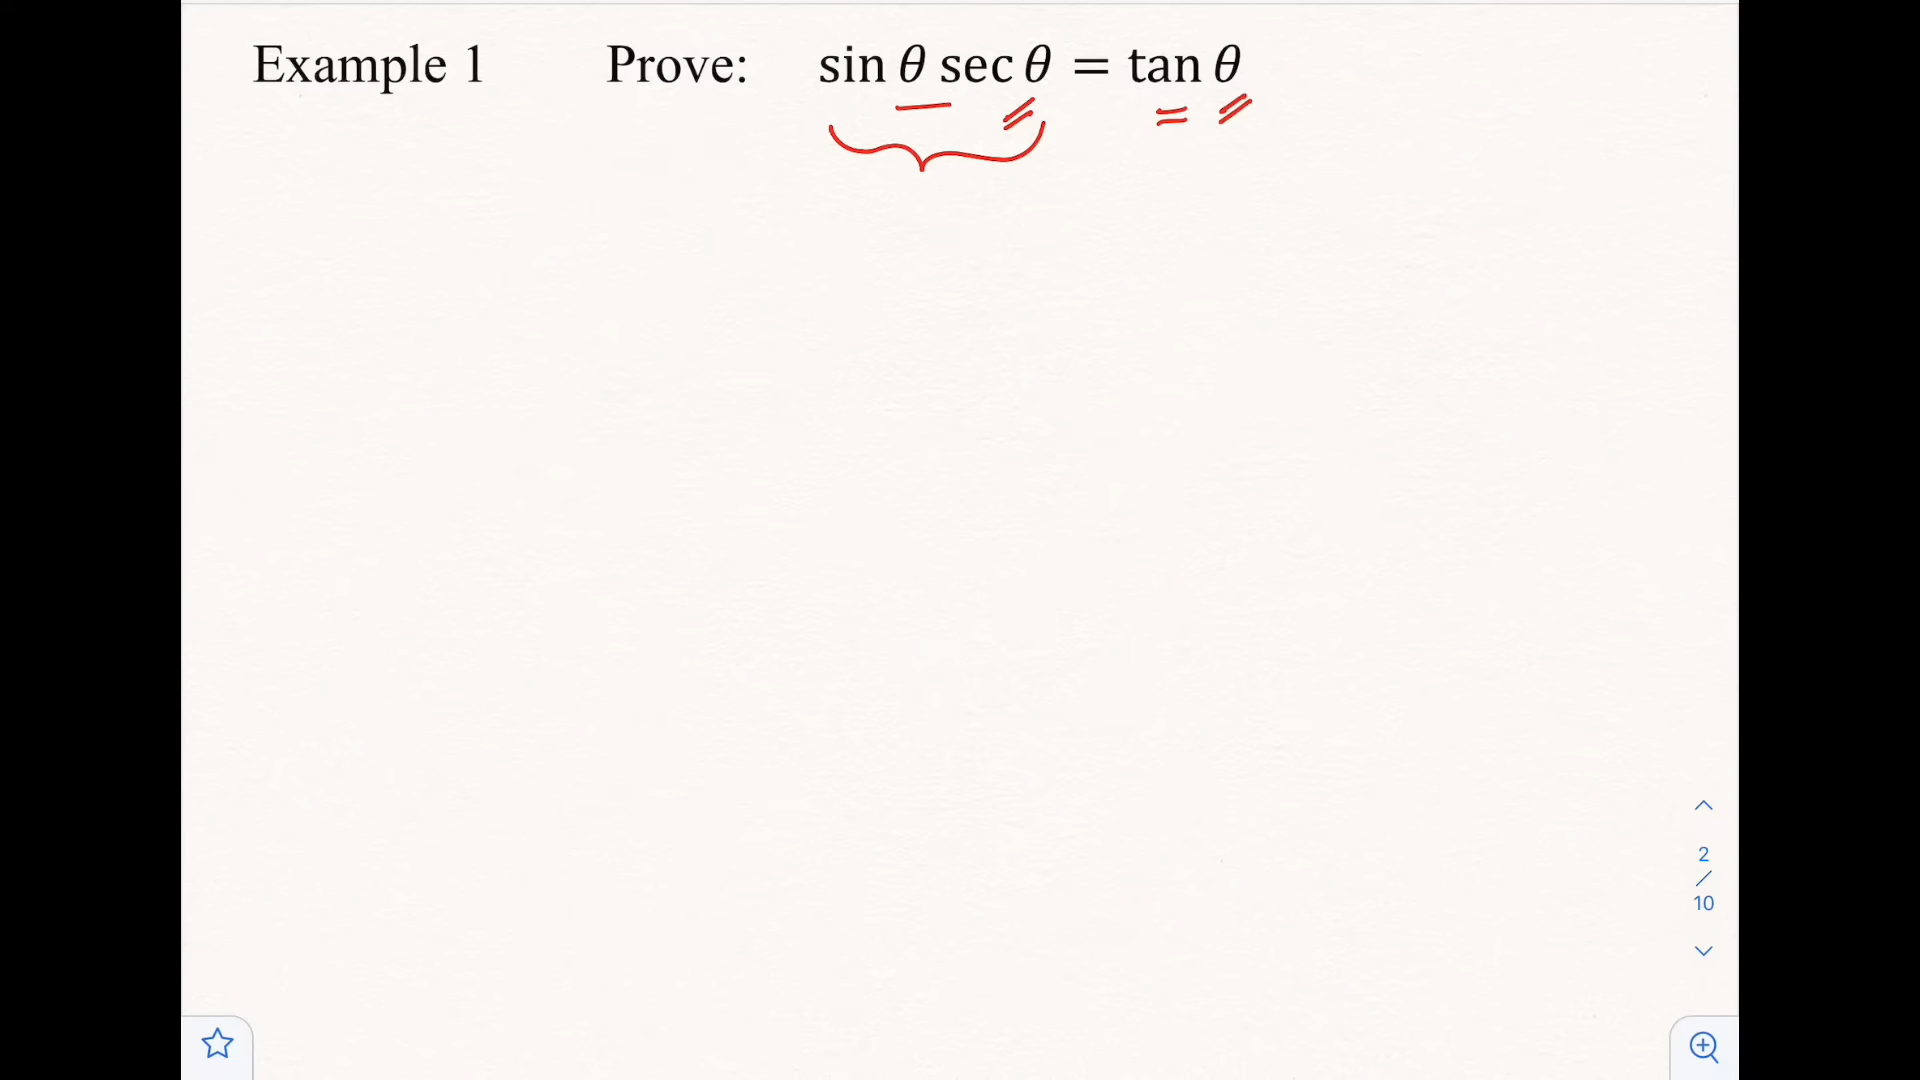 Example 1 Prove: sin θ sec θ = tan θ
2
/
10